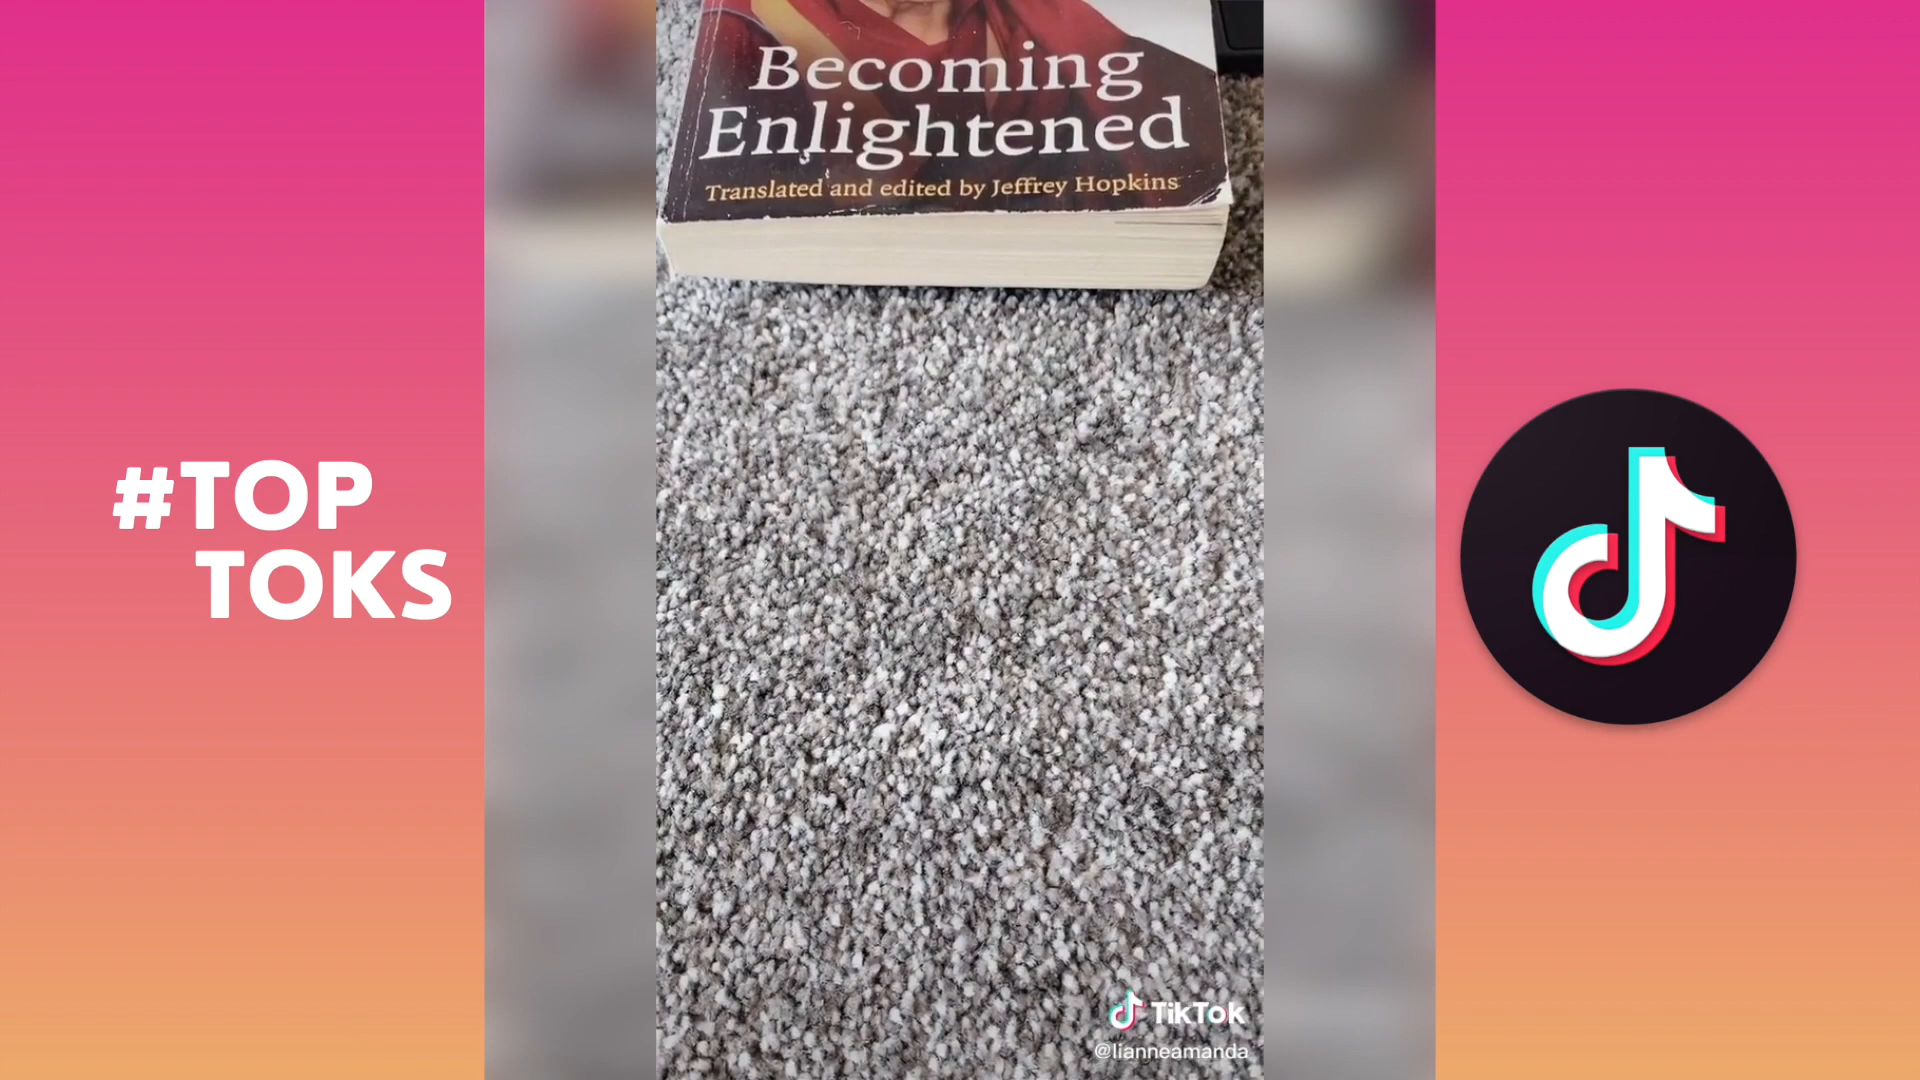 #TOP
TOKS
Becoming
Enlightened
Translated and edited by Jeffrey Hopkins
TikTok
@lianneamanda